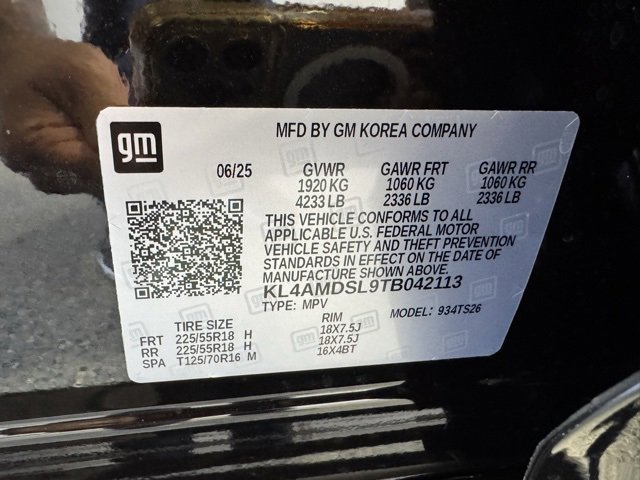 gm
MFD BY GM KOREA COMPANY
06/25 GVWR GAWR FRT GAWR RR
1920 KG 1060 KG 1060 KG
4233 LB 2336 LB 2336 LB
THIS VEHICLE CONFORMS TO ALL
APPLICABLE U.S. FEDERAL MOTOR
VEHICLE SAFETY AND THEFT PREVENTION
STANDARDS IN EFFECT ON THE DATE OF
MANUFACTURE SHOWN ABOVE.
KL4AMDSL9TB042113
TYPE: MPV
MODEL: 934TS26
TIRE SIZE RIM
FRT 225/55R18 H 18X7.5J
RR 225/55R18 H 18X7.5J
SPA T125/70R16 M 16X4BT